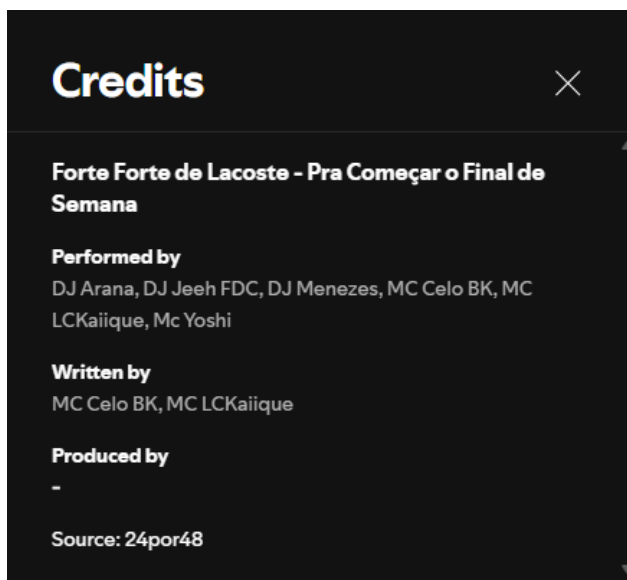 Credits
Forte Forte de Lacoste - Pra Começar o Final de
Semana
Performed by
DJ Arana, DJ Jeeh FDC, DJ Menezes, MC Celo BK, MC
LCKaiique, Mc Yoshi
Written by
MC Celo BK, MC LCKaiique
Produced by
-
Source: 24por48